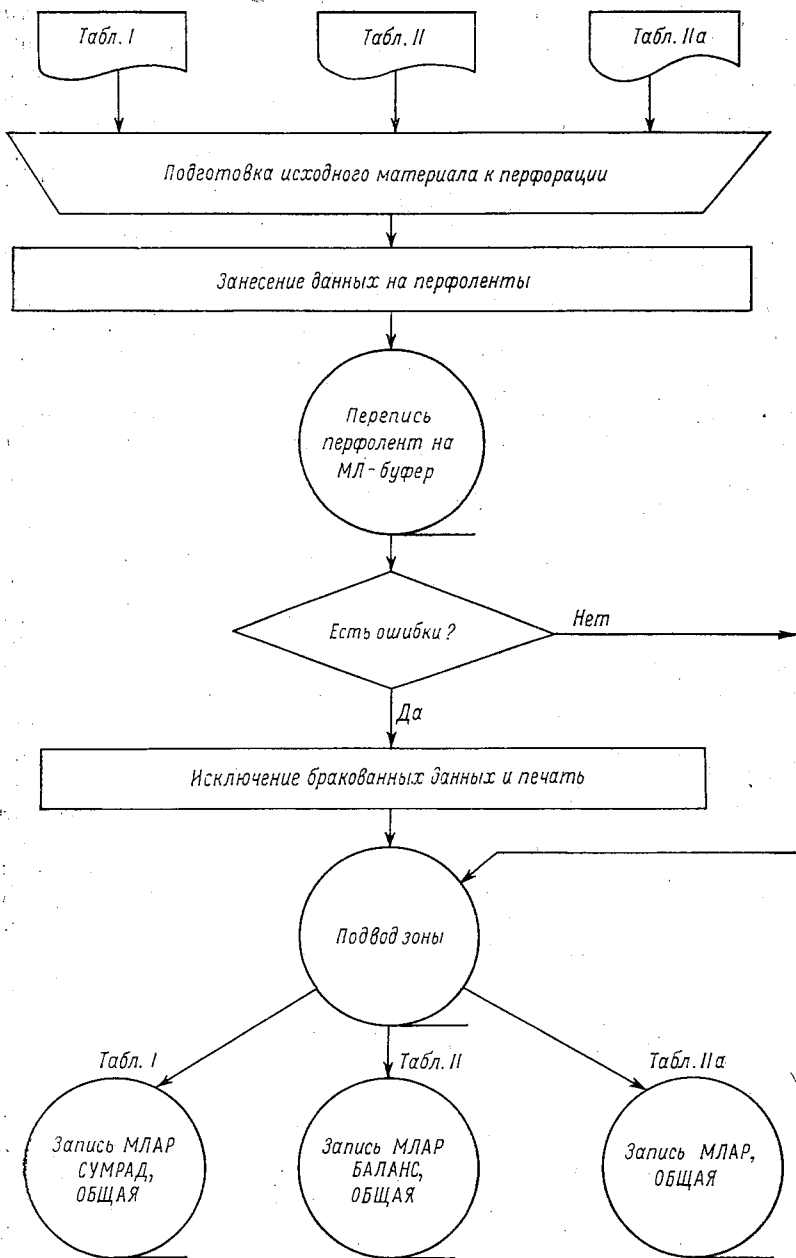 Табл. I
Табл. II
Табл. IIа
Подготовка исходного материала к перфорации
Занесение данных на перфоленты
Перепись
перфолент на
МЛ-буфер
Есть ошибки?
Нет
Да
Исключение бракованных данных и печать
Подвод зоны
Табл. I
Табл. II
Табл. IIа
Запись МЛАР
СУМРАД,
ОБЩАЯ
Запись МЛАР
БАЛАНС,
ОБЩАЯ
Запись МЛАР,
ОБЩАЯ